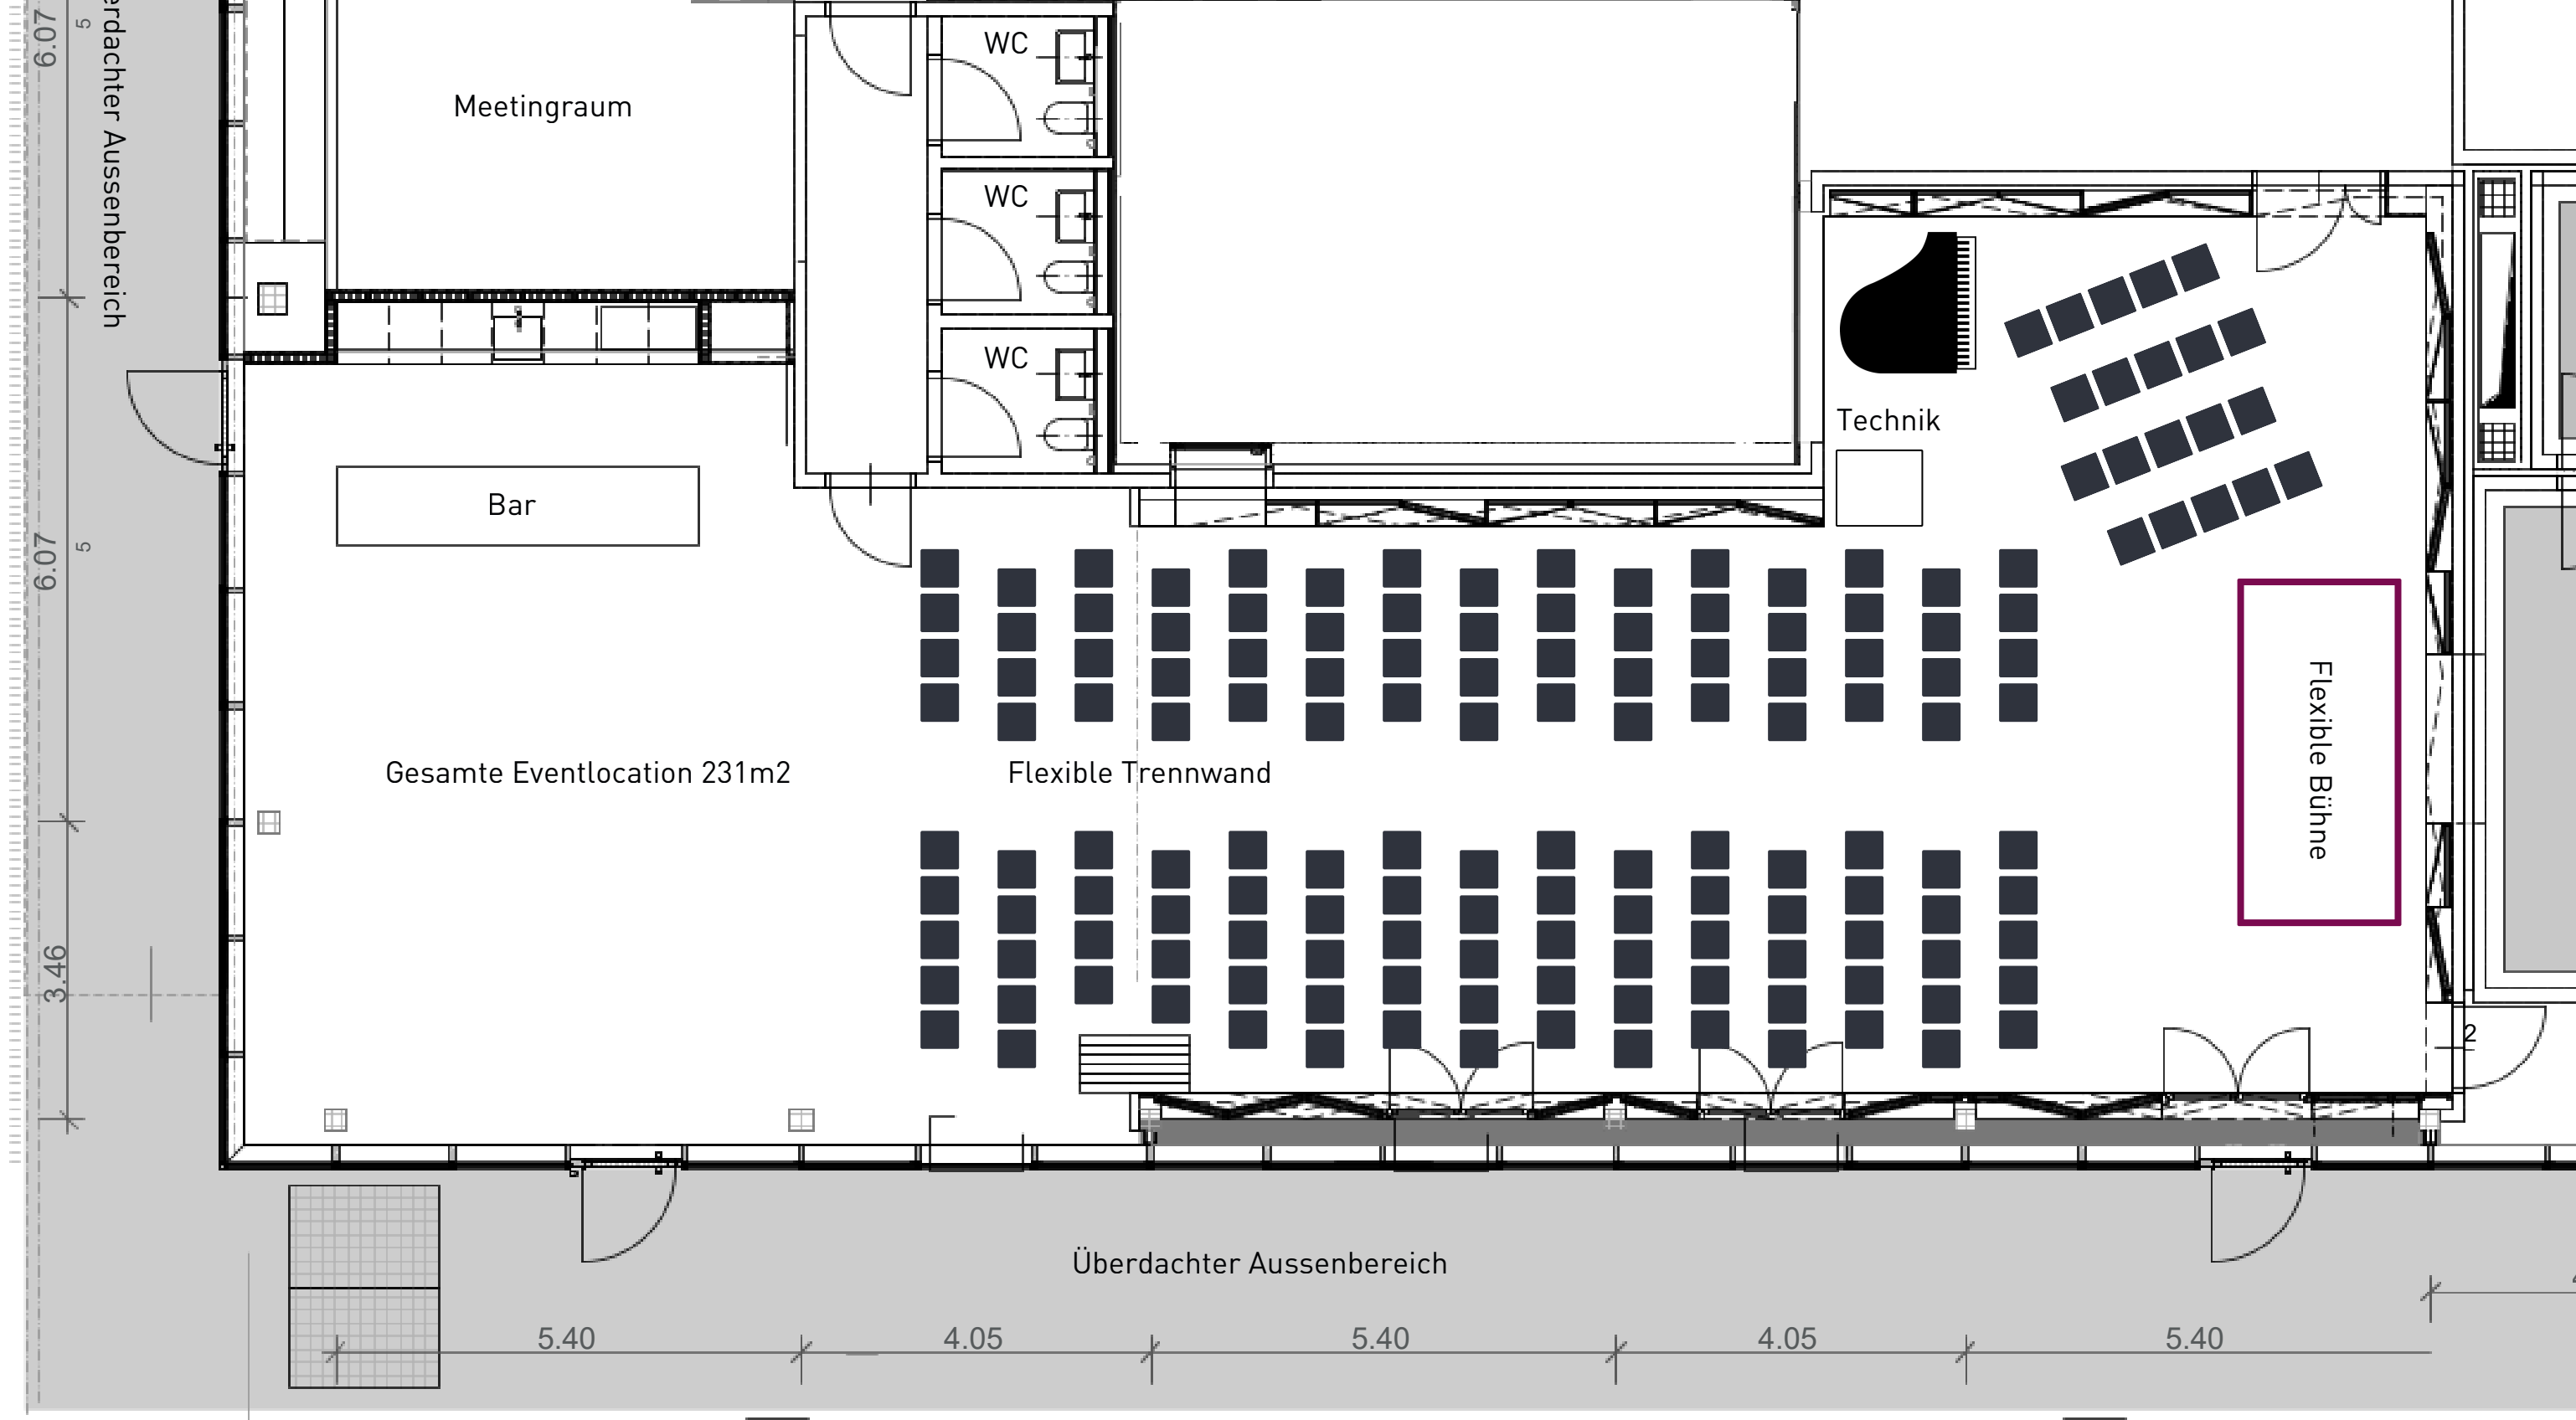 6.07
5
erdachter Aussenbereich
Meetingraum
WC
WC
WC
Technik
Bar
6.07
5
Gesamte Eventlocation 231m2
Flexible Trennwand
Flexible Bühne
3.46
2
Überdachter Aussenbereich
5.40
4.05
5.40
4.05
5.40